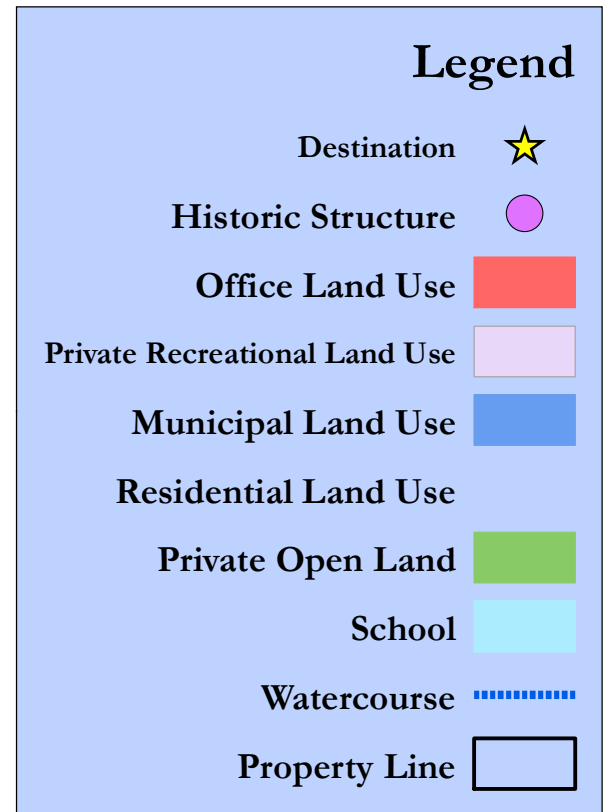 Legend
Destination
Historic Structure
Office Land Use
Private Recreational Land Use
Municipal Land Use
Residential Land Use
Private Open Land
School
Watercourse
Property Line